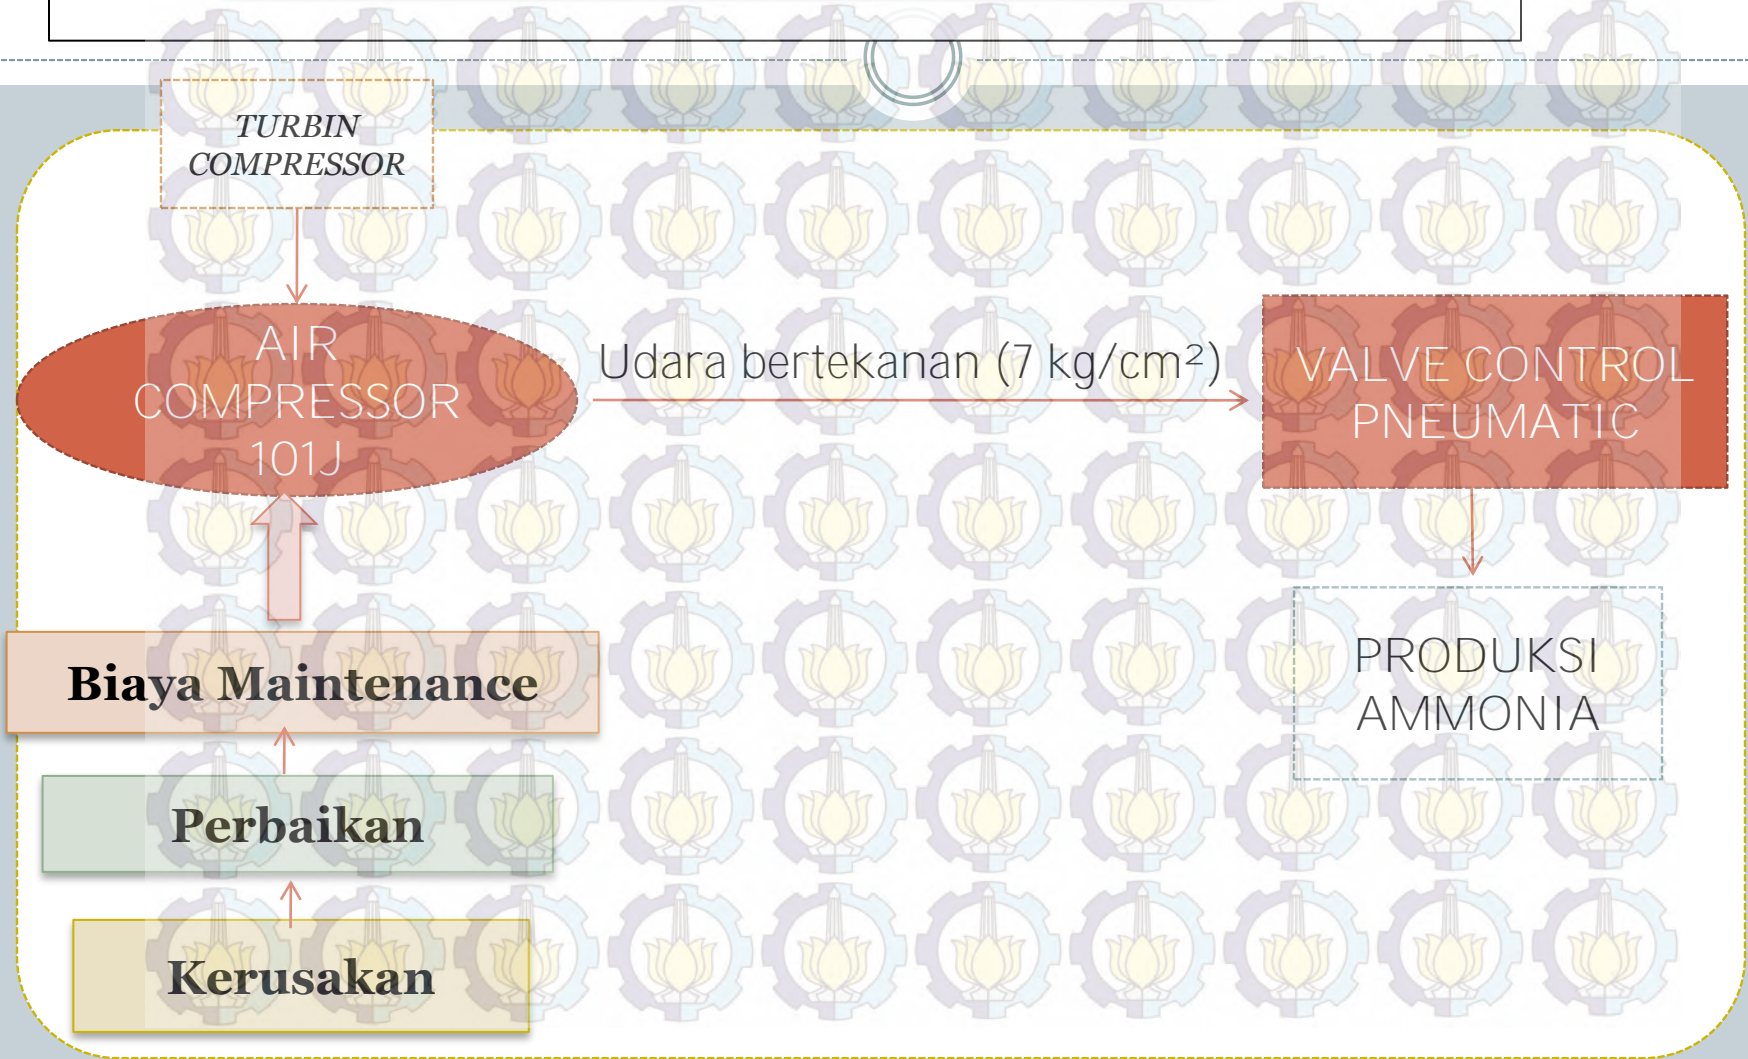 TURBIN
COMPRESSOR
AIR
COMPRESSOR
101J
Udara bertekanan (7 kg/cm²)
VALVE CONTROL
PNEUMATIC
PRODUKSI
AMMONIA
Biaya Maintenance
Perbaikan
Kerusakan